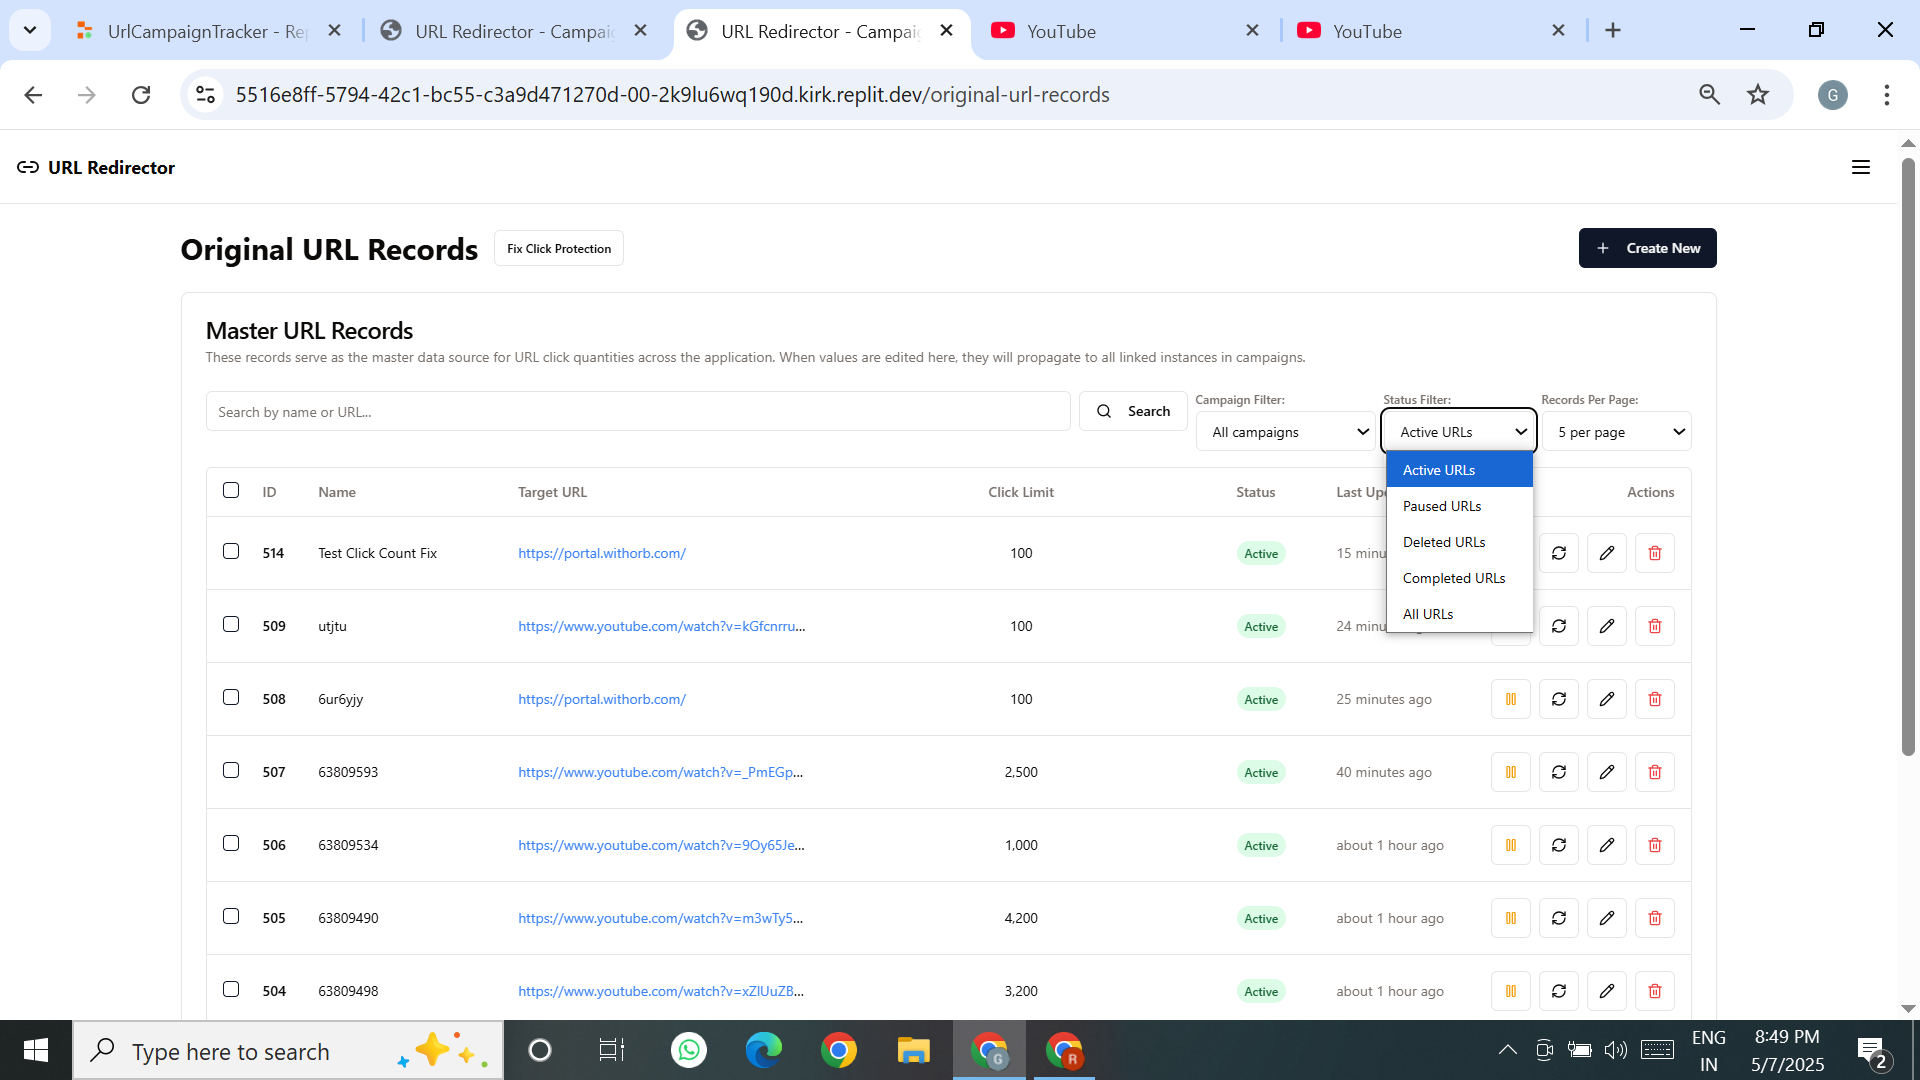 UrlCampaignTracker - Rep
URL Redirector - Campaig
URL Redirector - Campaig
YouTube
YouTube
5516e8ff-5794-42c1-bc55-c3a9d471270d-00-2k9lu6wq190d.kirk.replit.dev/original-url-records
G
URL Redirector
Original URL Records
Fix Click Protection
+ Create New
Master URL Records
These records serve as the master data source for URL click quantities across the application. When values are edited here, they will propagate to all linked instances in campaigns.
Campaign Filter:
Status Filter:
Records Per Page:
Search by name or URL...
Search
All campaigns
Active URLs
5 per page
Active URLs
Paused URLs
Deleted URLs
Completed URLs
All URLs
ID Name Target URL Click Limit Status Last Upd Actions
514 Test Click Count Fix https://portal.withorb.com/ 100 Active 15 minu
509 utjtu https://www.youtube.com/watch?v=kGfcnrru... 100 Active 24 minu
508 6ur6yjy https://portal.withorb.com/ 100 Active 25 minutes ago
507 63809593 https://www.youtube.com/watch?v=_PmEGp... 2,500 Active 40 minutes ago
506 63809534 https://www.youtube.com/watch?v=9Oy65Je... 1,000 Active about 1 hour ago
505 63809490 https://www.youtube.com/watch?v=m3wTy5... 4,200 Active about 1 hour ago
504 63809498 https://www.youtube.com/watch?v=xZlUuZB... 3,200 Active about 1 hour ago
Type here to search
G
R
ENG
IN
8:49 PM
5/7/2025
2